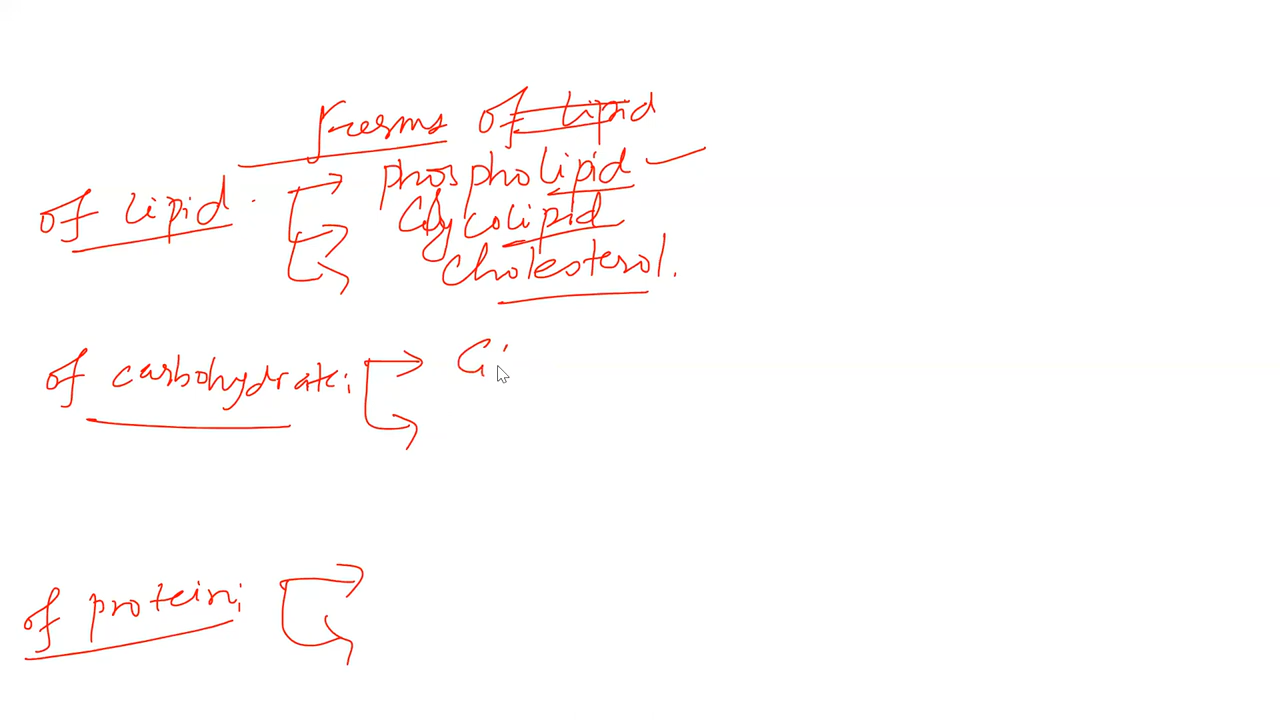 Forms of lipid
of lipid. phospholipid
Glycolipid
cholesterol.
of carbohydrate; G
of protein;